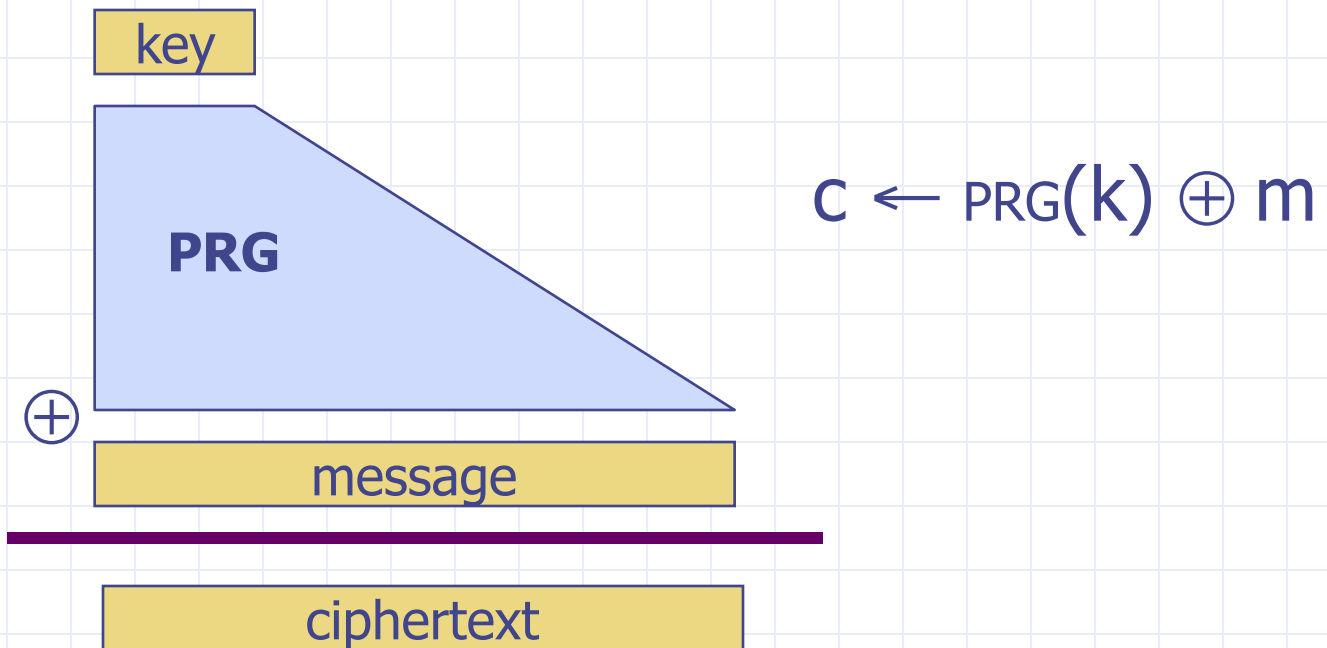 key
PRG
c ← PRG(k) ⊕ m
⊕
message
ciphertext